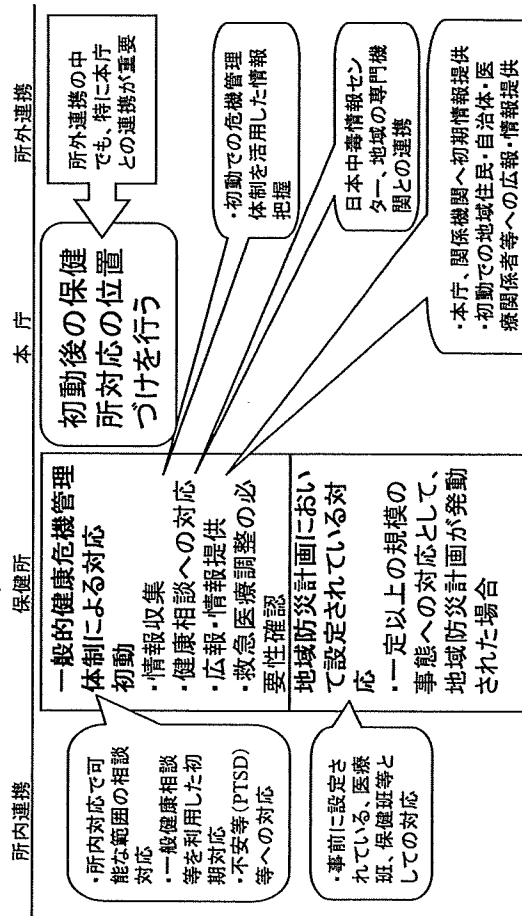 所内連携
保健所
本 庁
所外連携
・所内対応で可
能な範囲の相談
対応
・一般健康相談
等を利用した初
期対応
・不安等(PTSD)
等への対応
・事前に設定さ
れている、医療
班、保健班等と
しての対応
一般的健康危機管理
体制による対応
初動
・情報収集
・健康相談への対応
・広報・情報提供
・救急医療調整の必
要性確認
地域防災計画におい
て設定されている対
応
・一定以上の規模の
事態への対応として、
地域防災計画が発動
された場合
初動後の保健
所対応の位置
づけを行う
所外連携の中
でも、特に本庁
との連携が重要
・初動での危機管理
体制を活用した情報
把握
日本中毒情報セン
ター、地域の専門機
関との連携
・本庁、関係機関へ初期情報提供
・初動での地域住民・自治体・医
療関係者等への広報・情報提供